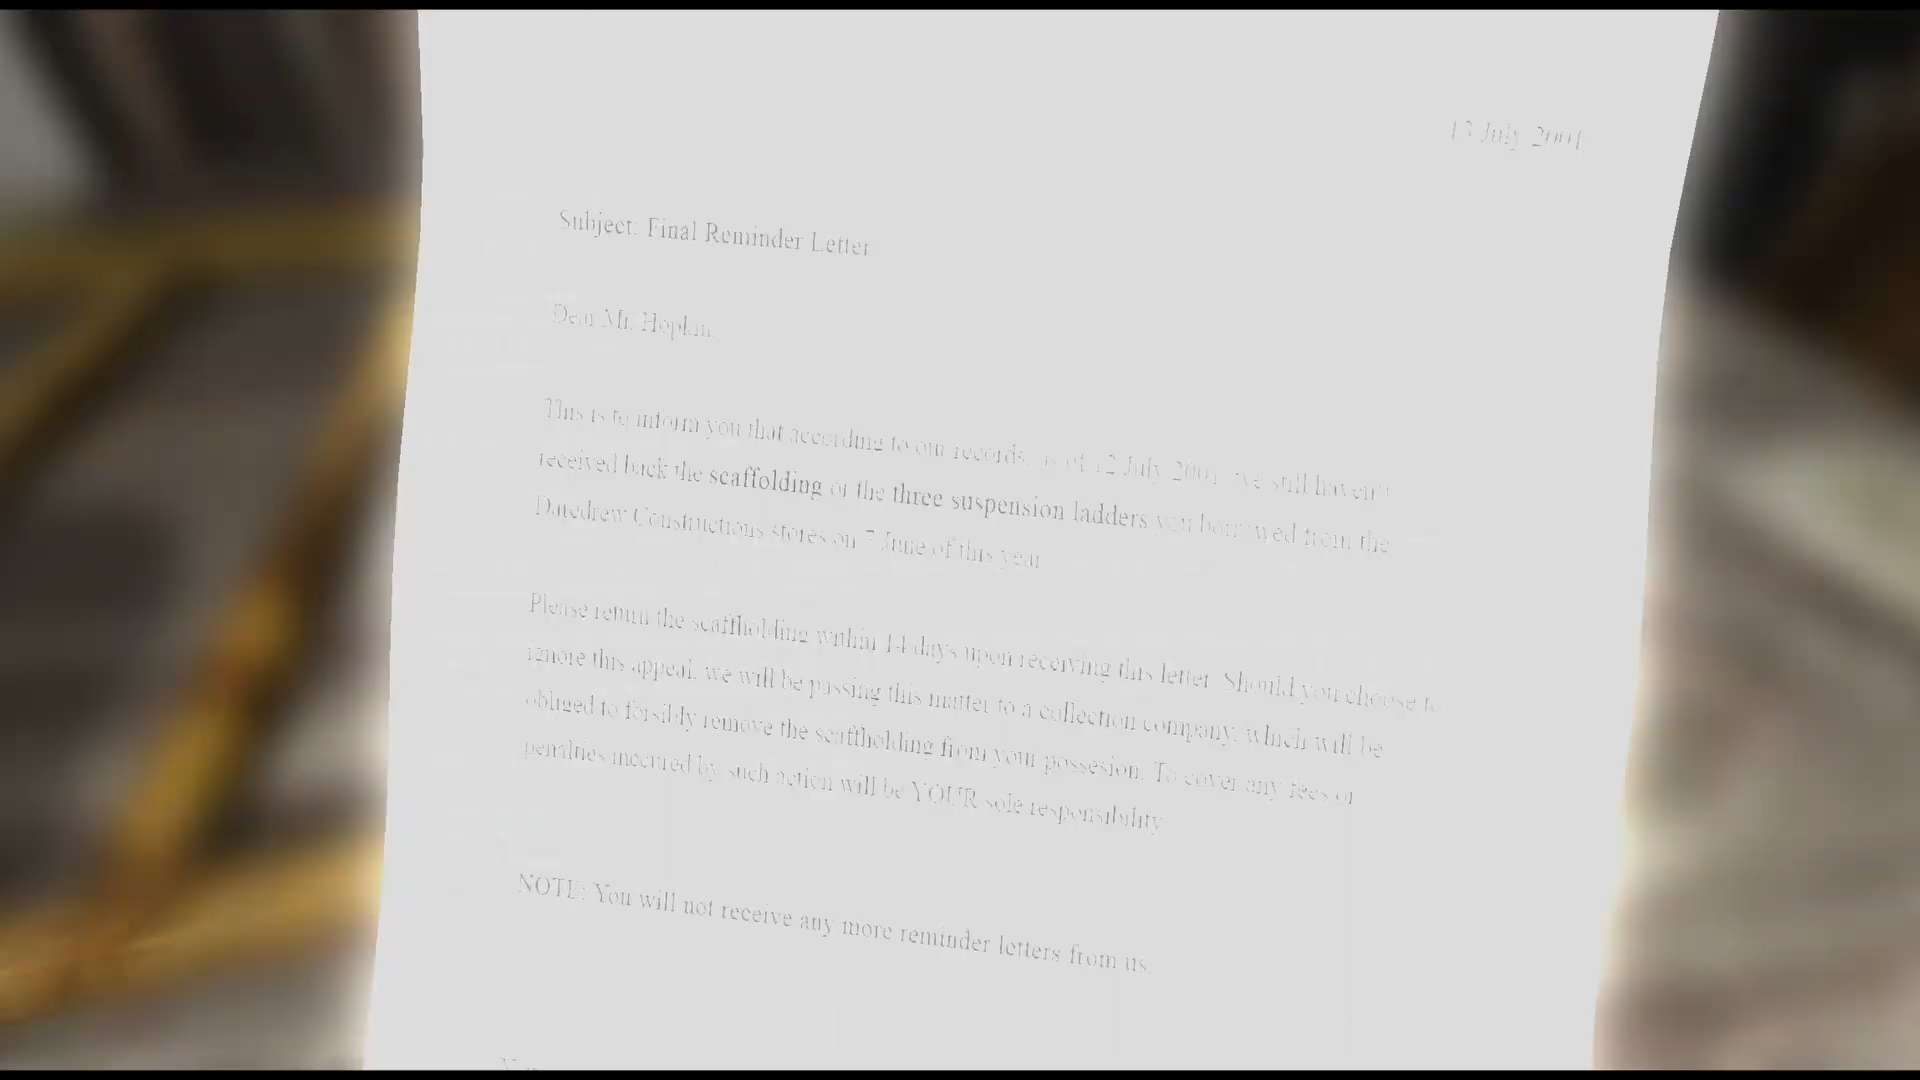 13 July 2001
Subject: Final Reminder Letter
Dear Mr. Hopkin,
This is to inform you that according to our records, as of 12 July 2001, we still haven't
received back the scaffolding or the three suspension ladders you borrowed from the
Daredrew Constructions stores on 7 June of this year.
Please return the scaffholding within 14 days upon receiving this letter. Should you choose to
ignore this appeal, we will be passing this matter to a collection company, which will be
obliged to forsibly remove the scaffholding from your possesion. To cover any fees or
penalties inccured by such action will be YOUR sole responsibility.
NOTE: You will not receive any more reminder letters from us.